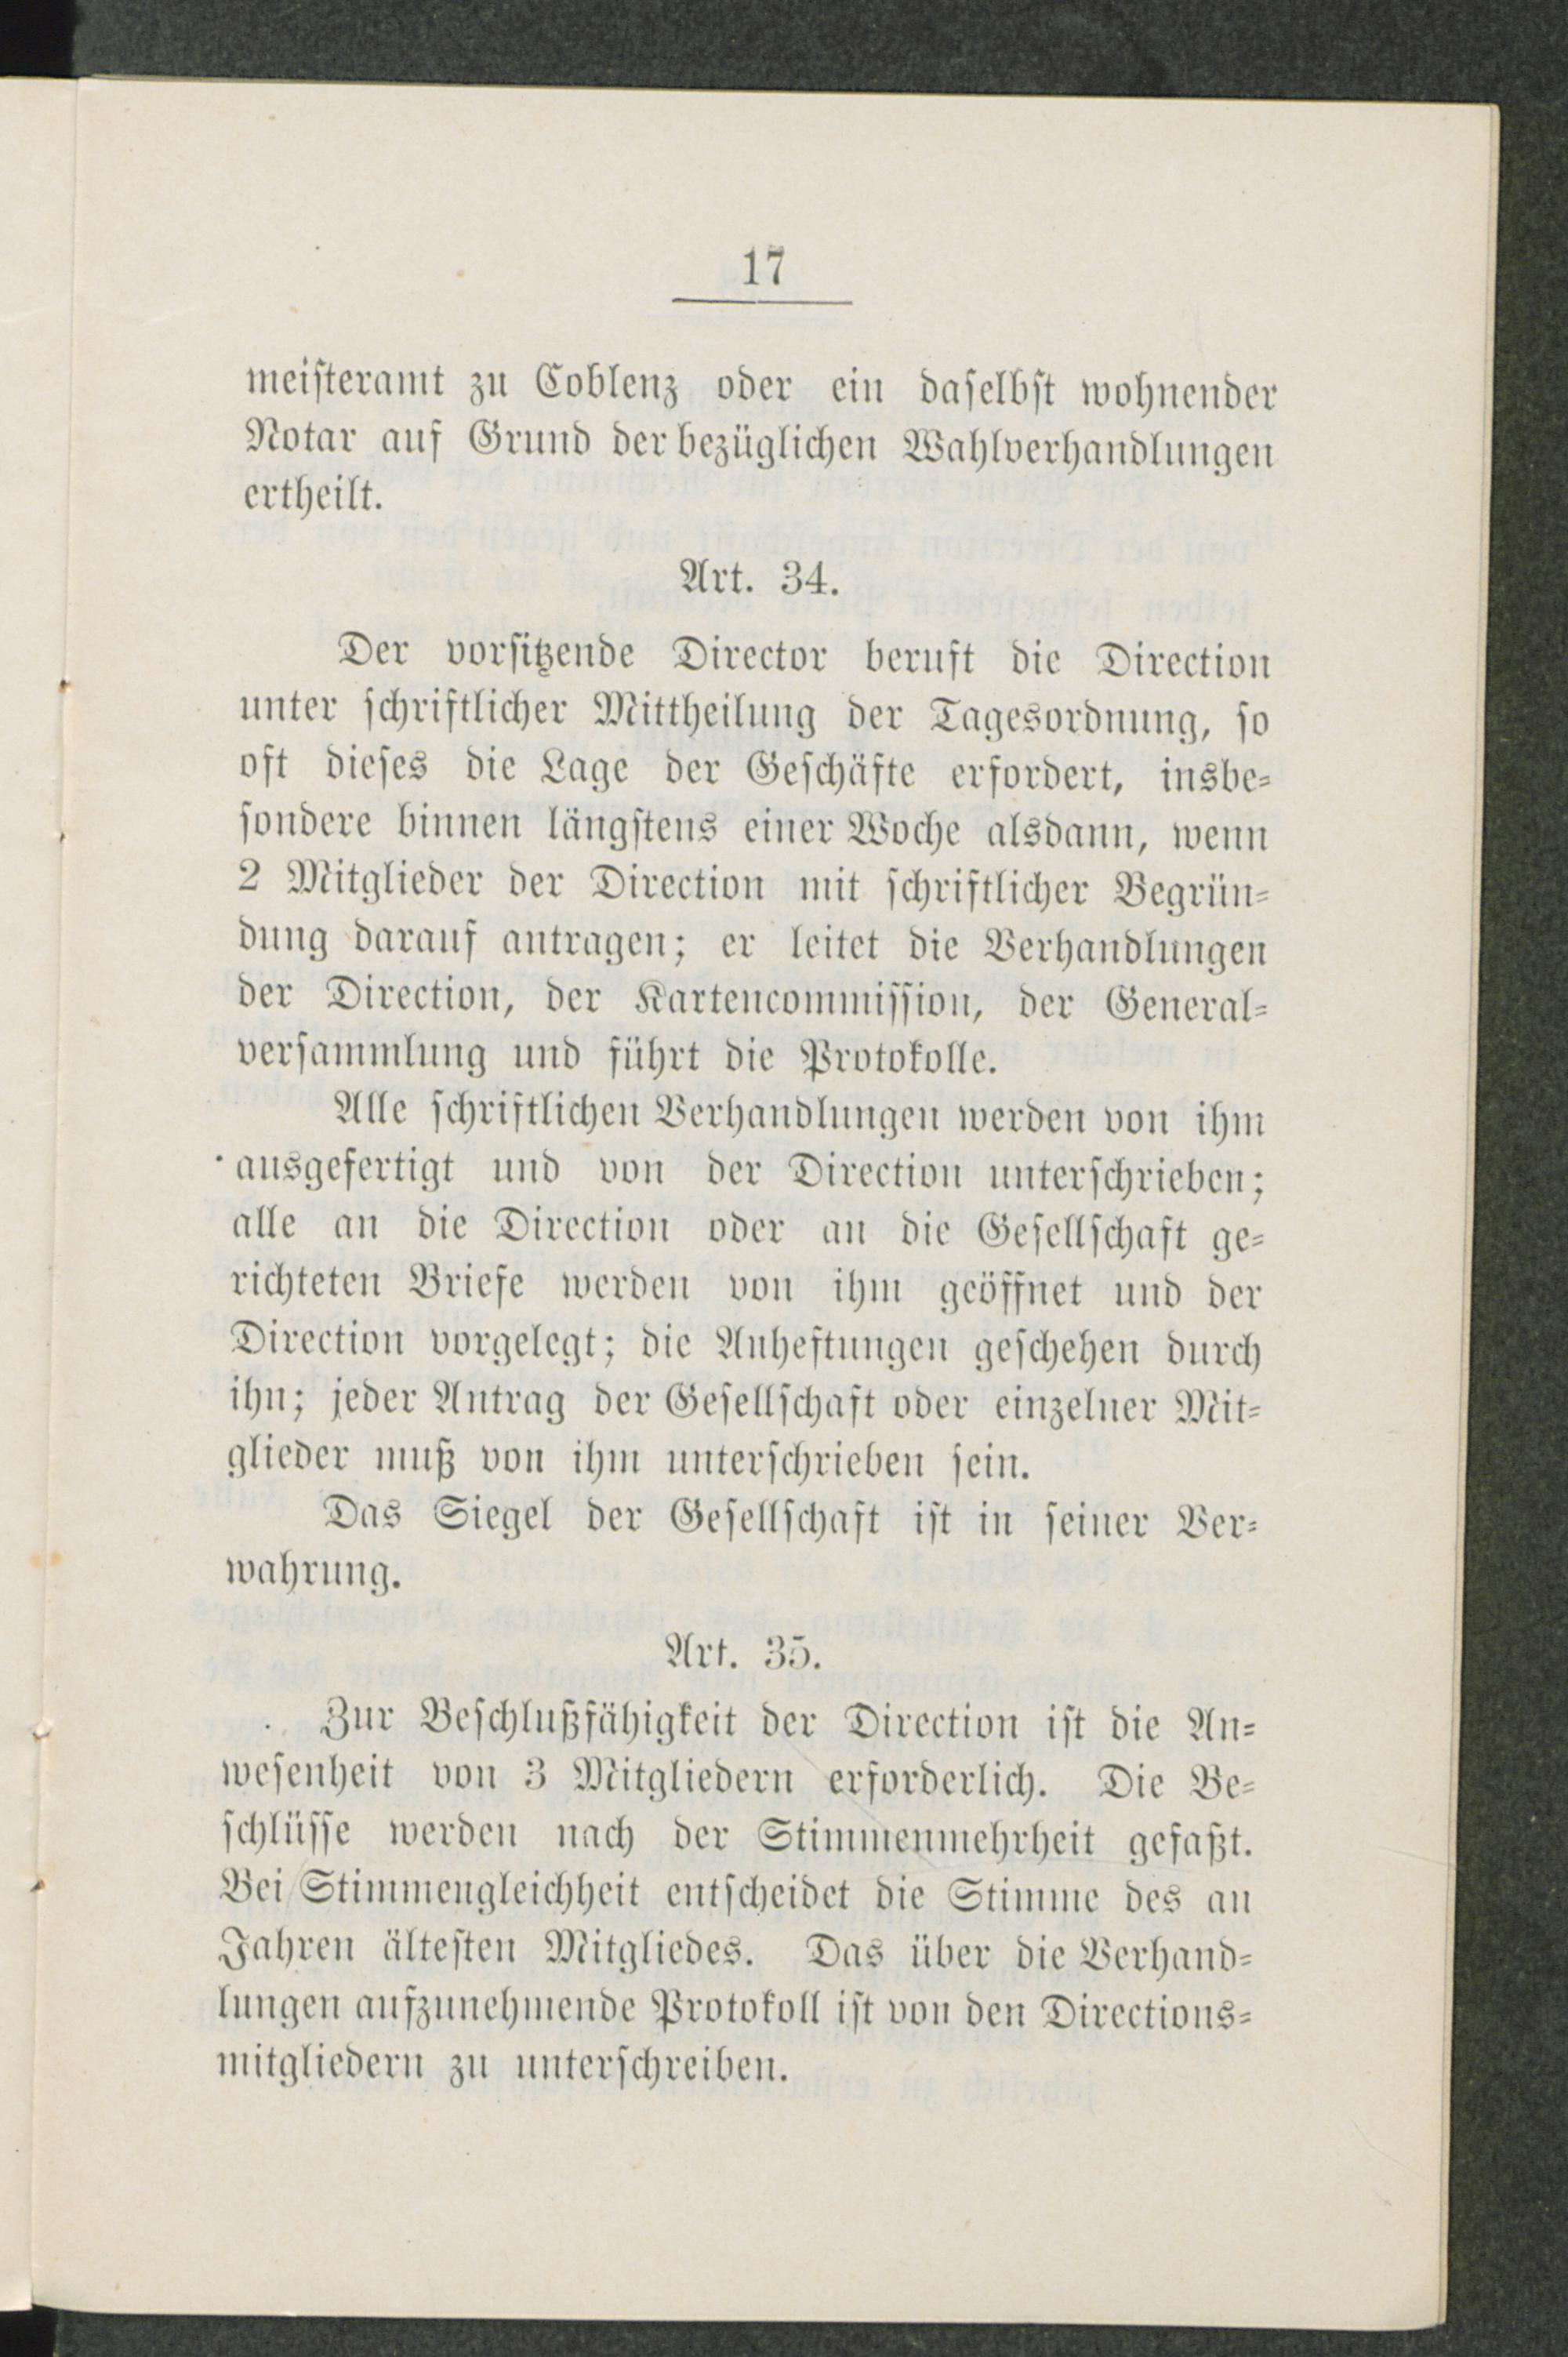 17
meisteramt zu Coblenz oder ein daselbst wohnender
Notar auf Grund der bezüglichen Wahlverhandlungen
ertheilt.
Art. 34.
Der vorsitzende Director beruft die Direction
unter schriftlicher Mittheilung der Tagesordnung, so
oft dieses die Lage der Geschäfte erfordert, insbe=
sondere binnen längstens einer Woche alsdann, wenn
2 Mitglieder der Direction mit schriftlicher Begrün=
dung darauf antragen; er leitet die Verhandlungen
der Direction, der Kartencommission, der General=
versammlung und führt die Protokolle.
Alle schriftlichen Verhandlungen werden von ihm
ausgefertigt und von der Direction unterschrieben;
alle an die Direction oder an die Gesellschaft ge=
richteten Briefe werden von ihm geöffnet und der
Direction vorgelegt; die Anheftungen geschehen durch
ihn; jeder Antrag der Gesellschaft oder einzelner Mit=
glieder muß von ihm unterschrieben sein.
Das Siegel der Gesellschaft ist in seiner Ver=
wahrung.
Art. 35.
Zur Beschlußfähigkeit der Direction ist die An=
wesenheit von 3 Mitgliedern erforderlich. Die Be=
schlüsse werden nach der Stimmenmehrheit gefaßt.
Bei Stimmengleichheit entscheidet die Stimme des an
Jahren ältesten Mitgliedes. Das über die Verhand=
lungen aufzunehmende Protokoll ist von den Directions=
mitgliedern zu unterschreiben.